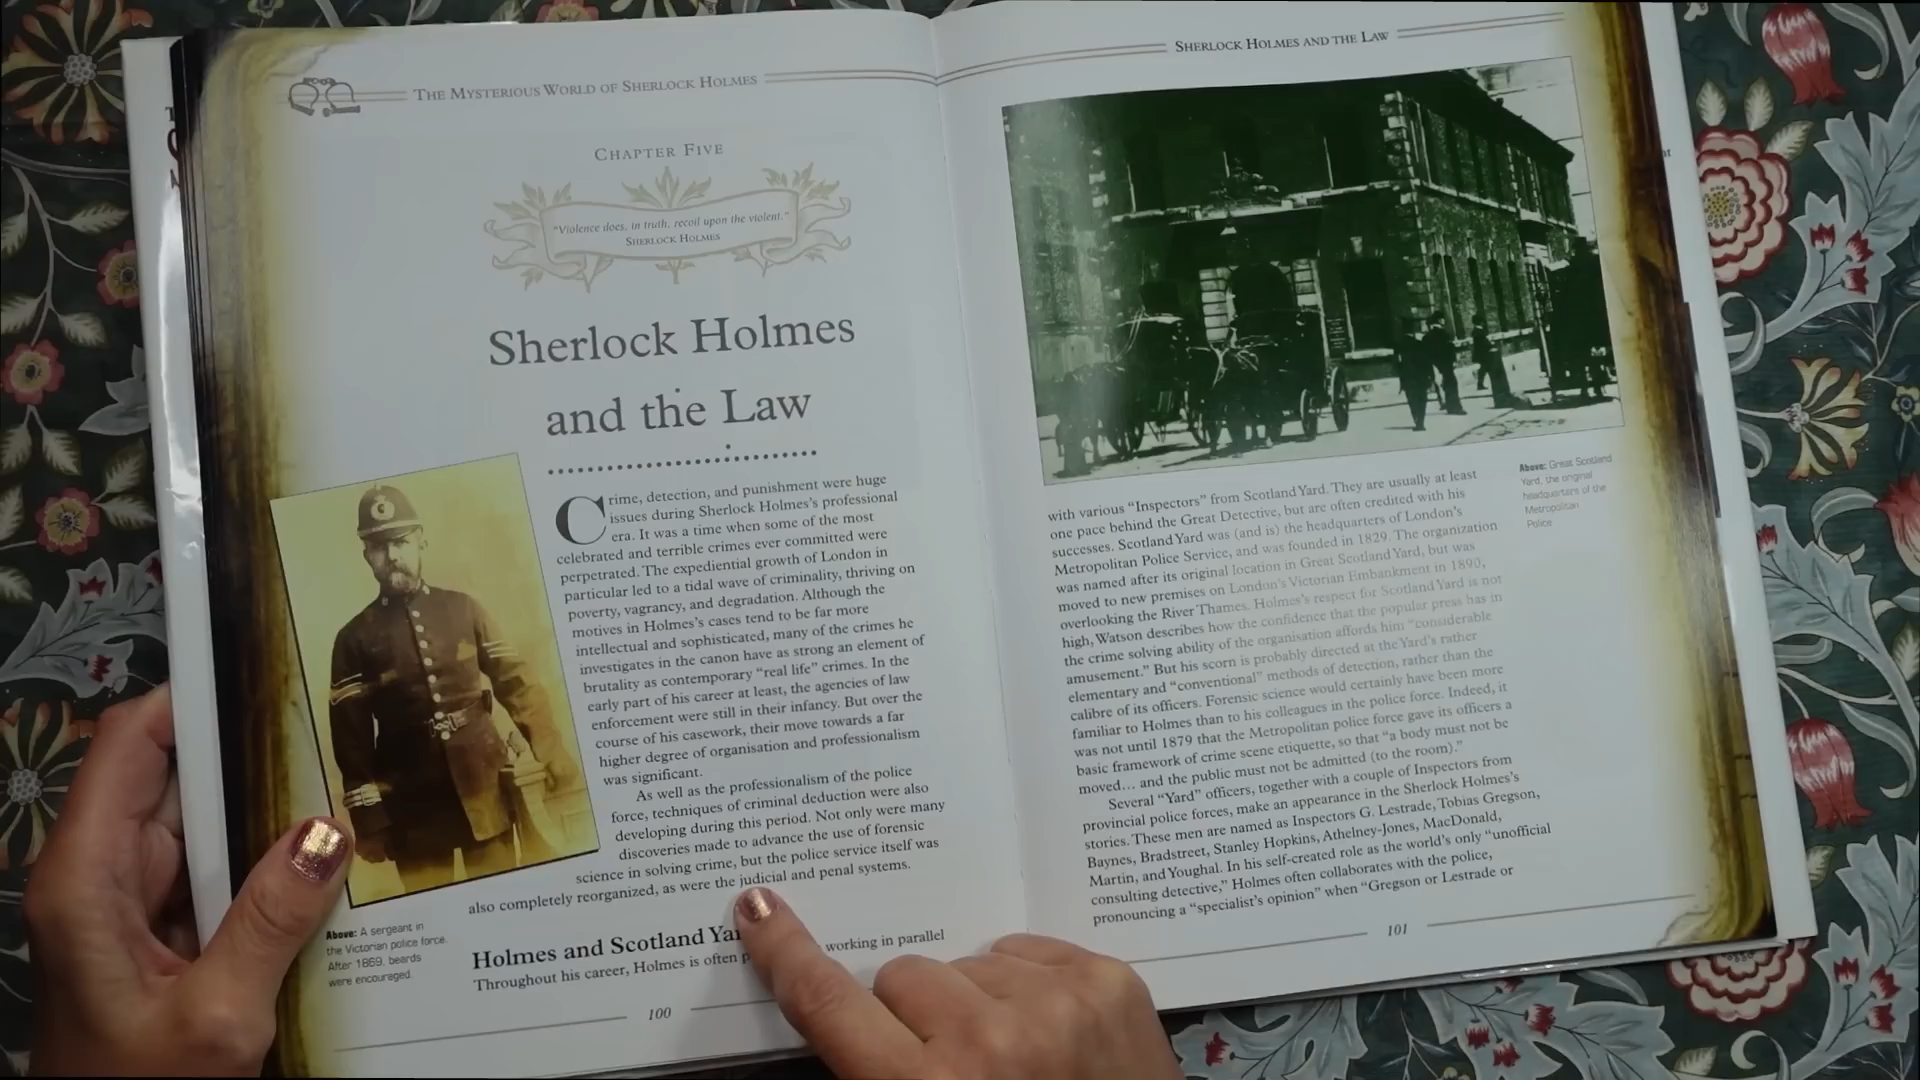 THE MYSTERIOUS WORLD OF SHERLOCK HOLMES
CHAPTER FIVE
"Violence does, in truth, recoil upon the violent."
SHERLOCK HOLMES
Sherlock Holmes
and the Law
Crime, detection, and punishment were huge
issues during Sherlock Holmes's professional
era. It was a time when some of the most
celebrated and terrible crimes ever committed were
perpetrated. The expediential growth of London in
particular led to a tidal wave of criminality, thriving on
poverty, vagrancy, and degradation. Although the
motives in Holmes's cases tend to be far more
intellectual and sophisticated, many of the crimes he
investigates in the canon have as strong an element of
brutality as contemporary "real life" crimes. In the
early part of his career at least, the agencies of law
enforcement were still in their infancy. But over the
course of his casework, their move towards a far
higher degree of organisation and professionalism
was significant.
As well as the professionalism of the police
force, techniques of criminal deduction were also
developing during this period. Not only were many
discoveries made to advance the use of forensic
science in solving crime, but the police service itself was
also completely reorganized, as were the judicial and penal systems.
Above: A sergeant in
the Victorian police force.
After 1869, beards
were encouraged.
Holmes and Scotland
Throughout his career, Holmes is often working in parallel
100
SHERLOCK HOLMES AND THE LAW
Above: Great Scotland
Yard, the original
headquarters of the
Metropolitan
Police
with various "Inspectors" from Scotland Yard. They are usually at least
one pace behind the Great Detective, but are often credited with his
successes. Scotland Yard was (and is) the headquarters of London's
Metropolitan Police Service, and was founded in 1829. The organization
was named after its original location in Great Scotland Yard, but was
moved to new premises on London's Victorian Embankment in 1890,
overlooking the River Thames. Holmes's respect for Scotland Yard is not
high, Watson describes how the confidence that the popular press has in
the crime solving ability of the organisation affords him "considerable
amusement." But his scorn is probably directed at the Yard's rather
elementary and "conventional" methods of detection, rather than the
calibre of its officers. Forensic science would certainly have been more
familiar to Holmes than to his colleagues in the police force. Indeed, it
was not until 1879 that the Metropolitan police force gave its officers a
basic framework of crime scene etiquette, so that "a body must not be
moved... and the public must not be admitted (to the room)."
Several "Yard" officers, together with a couple of Inspectors from
provincial police forces, make an appearance in the Sherlock Holmes's
stories. These men are named as Inspectors G. Lestrade, Tobias Gregson,
Baynes, Bradstreet, Stanley Hopkins, Athelney-Jones, MacDonald,
Martin, and Youghal. In his self-created role as the world's only "unofficial
consulting detective," Holmes often collaborates with the police,
pronouncing a "specialist's opinion" when "Gregson or Lestrade or
101